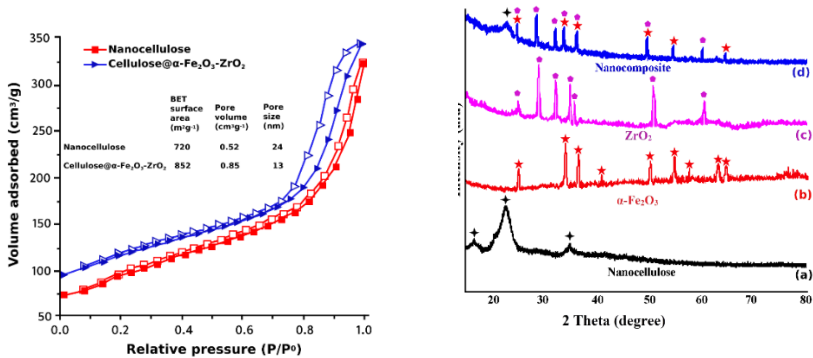 350
300
250
200
150
100
50
Volume adsorbed (cm³/g)
Nanocellulose
Cellulose@α-Fe₂O₃-ZrO₂
BET surface area (m²g⁻¹)
Pore volume (cm³g⁻¹)
Pore size (nm)
Nanocellulose 720 0.52 24
Cellulose@α-Fe₂O₃-ZrO₂ 852 0.85 13
0.0 0.2 0.4 0.6 0.8 1.0
Relative pressure (P/P⁰)
Nanocomposite (d)
ZrO₂ (c)
α-Fe₂O₃ (b)
Nanocellulose (a)
20 30 40 50 60 70 80
2 Theta (degree)